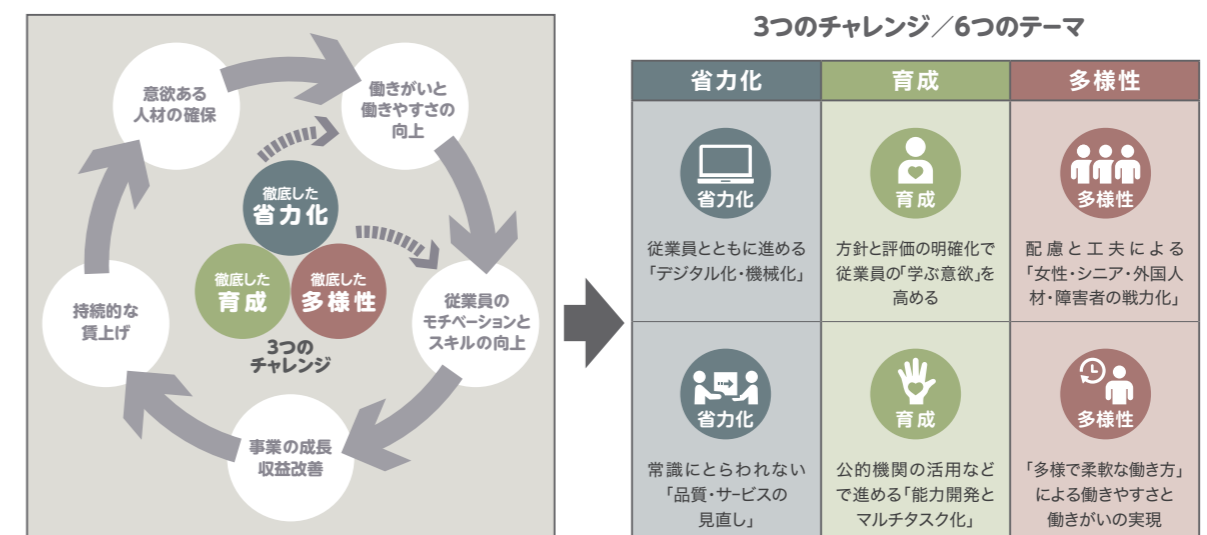 意欲ある
人材の確保
働きがいと
働きやすさの
向上
従業員の
モチベーションと
スキルの向上
事業の成長
収益改善
持続的な
賃上げ
徹底した
省力化
徹底した
育成
徹底した
多様性
3つの
チャレンジ
3つのチャレンジ／6つのテーマ
省力化
育成
多様性
省力化
育成
多様性
従業員とともに進める
「デジタル化・機械化」
方針と評価の明確化で
従業員の「学ぶ意欲」を
高める
配慮と工夫による
「女性・シニア・外国人
材・障害者の戦力化」
省力化
育成
多様性
常識にとらわれない
「品質・サービスの
見直し」
公的機関の活用など
で進める「能力開発と
マルチタスク化」
「多様で柔軟な働き方」
による働きやすさと
働きがいの実現